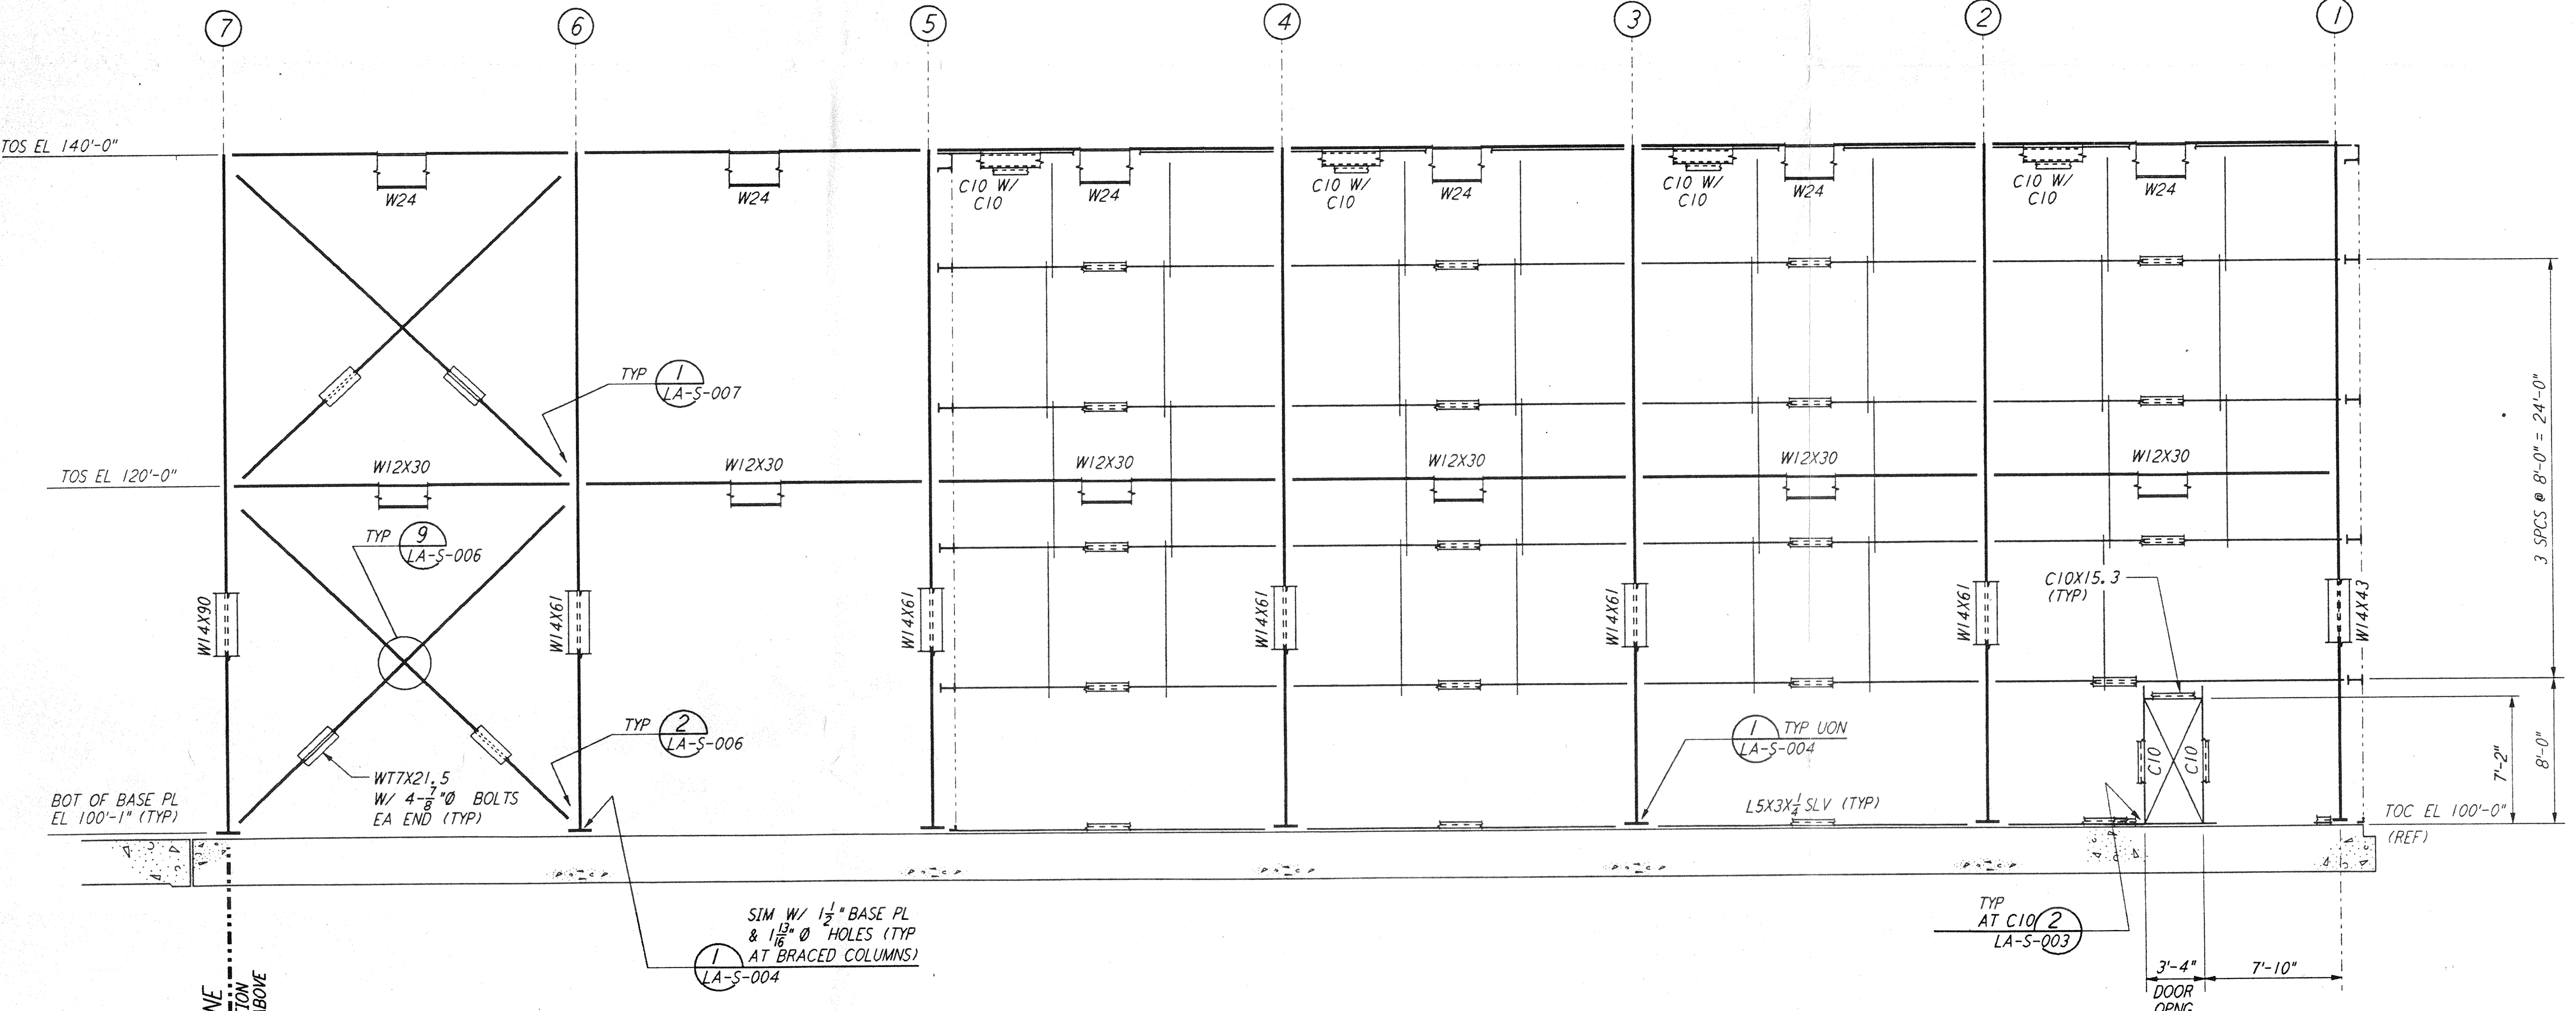 7
6
5
4
3
2
1
TOS EL 140'-0"
W24
W24
C10 W/
C10
W24
C10 W/
C10
W24
C10 W/
C10
W24
C10 W/
C10
W24
TYP 1
LA-S-007
3 SPCS @ 8'-0" = 24'-0"
TOS EL 120'-0"
W12X30
W12X30
W12X30
W12X30
W12X30
W12X30
TYP 9
LA-S-006
C10X15.3
(TYP)
W14X90
W14X61
W14X61
W14X61
W14X61
W14X61
W14X43
TYP 2
LA-S-006
1 TYP UON
LA-S-004
C10
C10
7'-2"
8'-0"
WT7X21.5
W/ 4-7/8"Ø BOLTS
EA END (TYP)
BOT OF BASE PL
EL 100'-1" (TYP)
L5X3X1/4 SLV (TYP)
TOC EL 100'-0"
(REF)
SIM W/ 1 1/2" BASE PL
& 1 13/16" Ø HOLES (TYP
1 AT BRACED COLUMNS)
LA-S-004
TYP
AT C10 2
LA-S-003
3'-4"
7'-10"
DOOR
OPNG
ABOVE